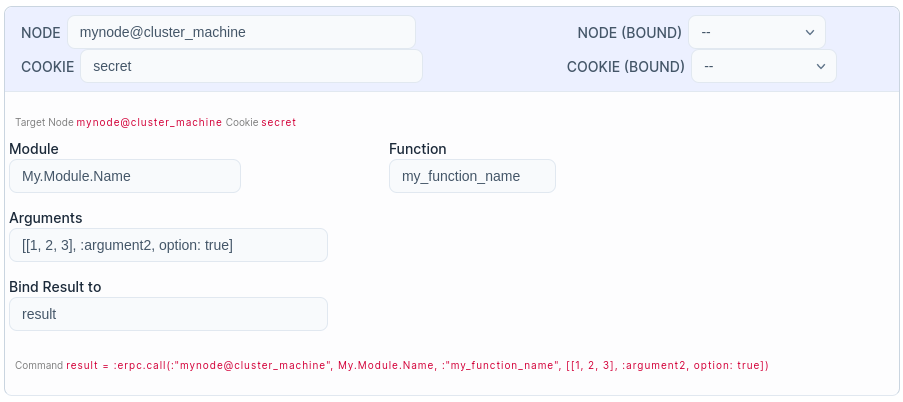 NODE mynode@cluster_machine NODE (BOUND) --
COOKIE secret COOKIE (BOUND) --
Target Node mynode@cluster_machine Cookie secret
Module Function
My.Module.Name my_function_name
Arguments
[[1, 2, 3], :argument2, option: true]
Bind Result to
result
Command result = :erpc.call(:"mynode@cluster_machine", My.Module.Name, :"my_function_name", [[1, 2, 3], :argument2, option: true])